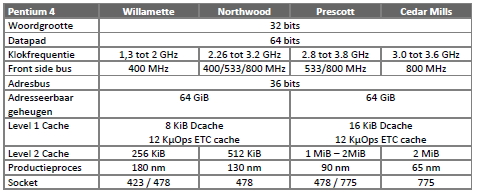 Pentium 4 Willamette Northwood Prescott Cedar Mills
Woordgrootte 32 bits
Datapad 64 bits
Klokfrequentie 1,3 tot 2 GHz 2.26 tot 3.2 GHz 2.8 tot 3.8 GHz 3.0 tot 3.6 GHz
Front side bus 400 MHz 400/533/800 MHz 533/800 MHz 800 MHz
Adresbus 36 bits
Adresseerbaar 64 GiB 64 GiB
geheugen
Level 1 Cache 8 KiB Dcache 16 KiB Dcache
12 KµOps ETC cache 12 KµOps ETC cache
Level 2 Cache 256 KiB 512 KiB 1 MiB – 2MiB 2 MiB
Productieproces 180 nm 130 nm 90 nm 65 nm
Socket 423 / 478 478 478 / 775 775